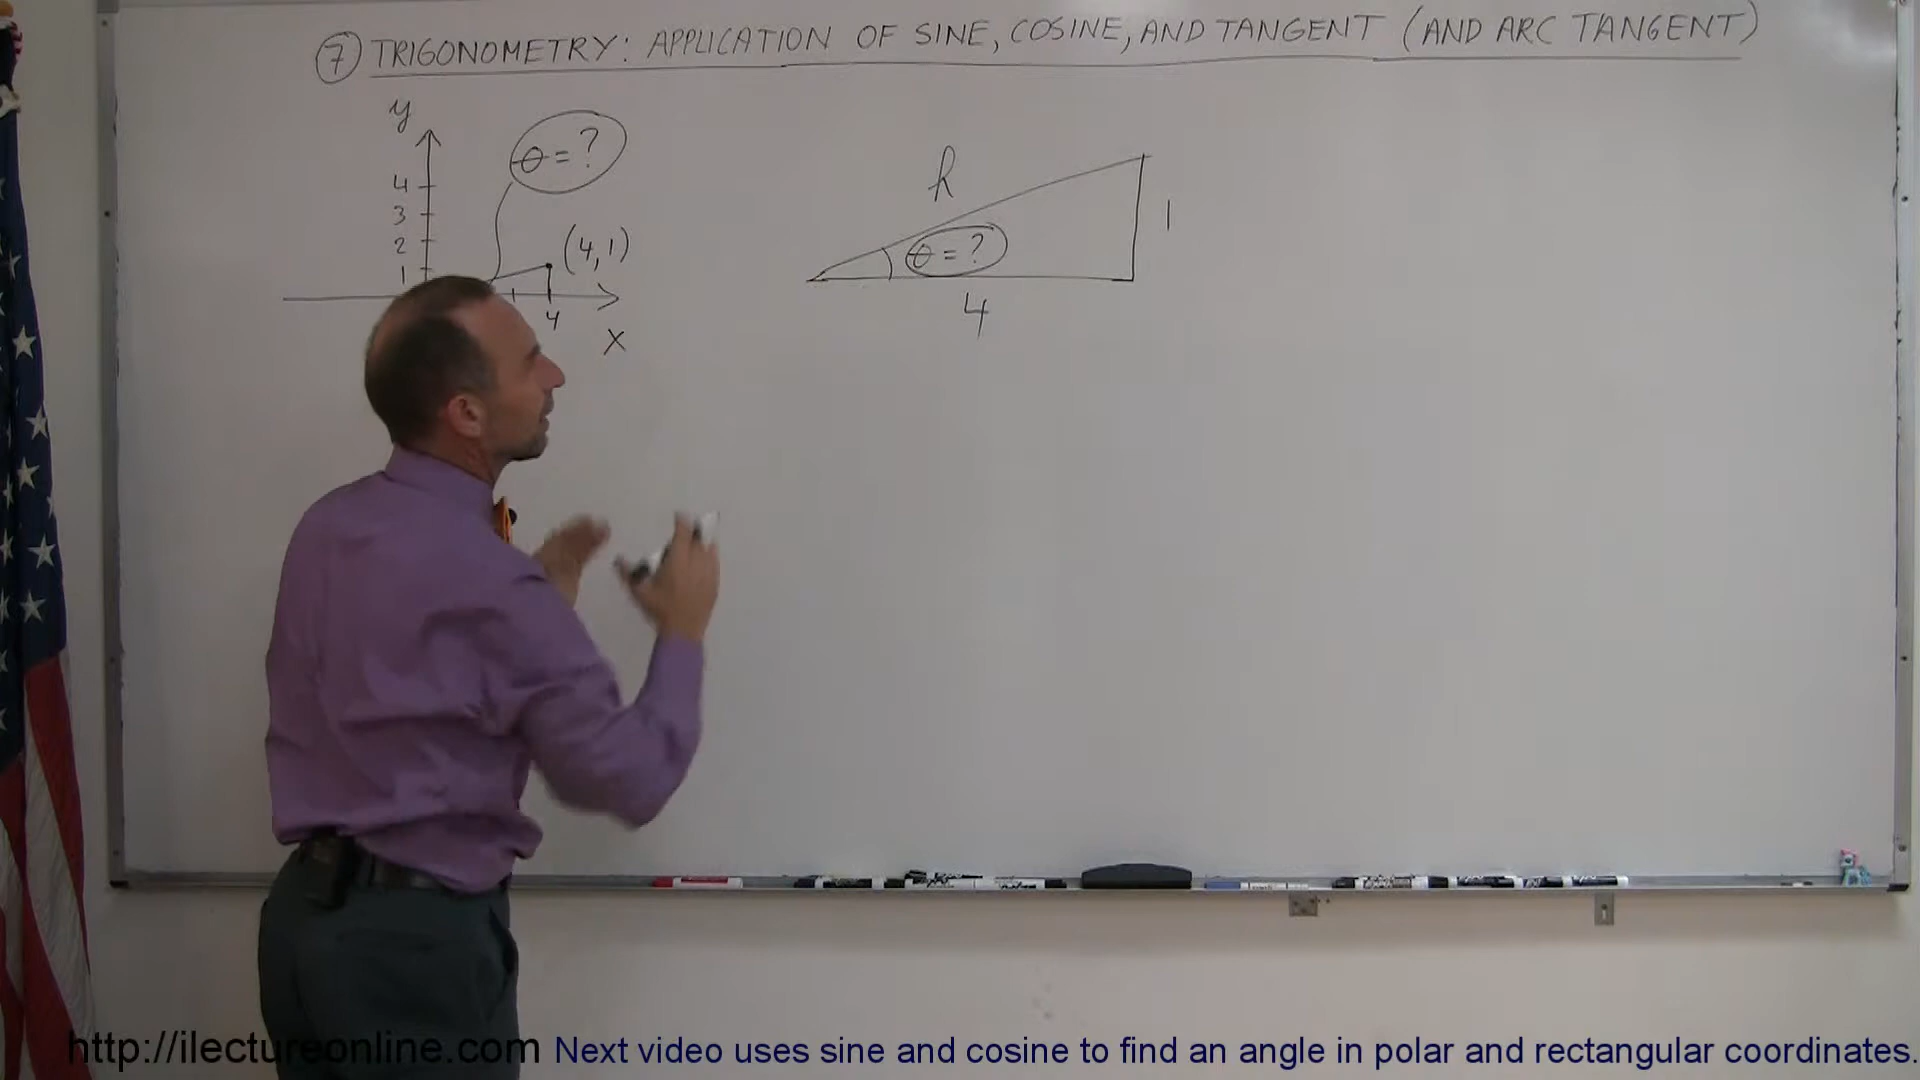 ⑦ TRIGONOMETRY: APPLICATION OF SINE, COSINE, AND TANGENT (AND ARC TANGENT)
y
θ = ?
4
3
2
1
(4,1)
4
x
h
θ = ?
1
4
http://ilectureonline.com Next video uses sine and cosine to find an angle in polar and rectangular coordinates.